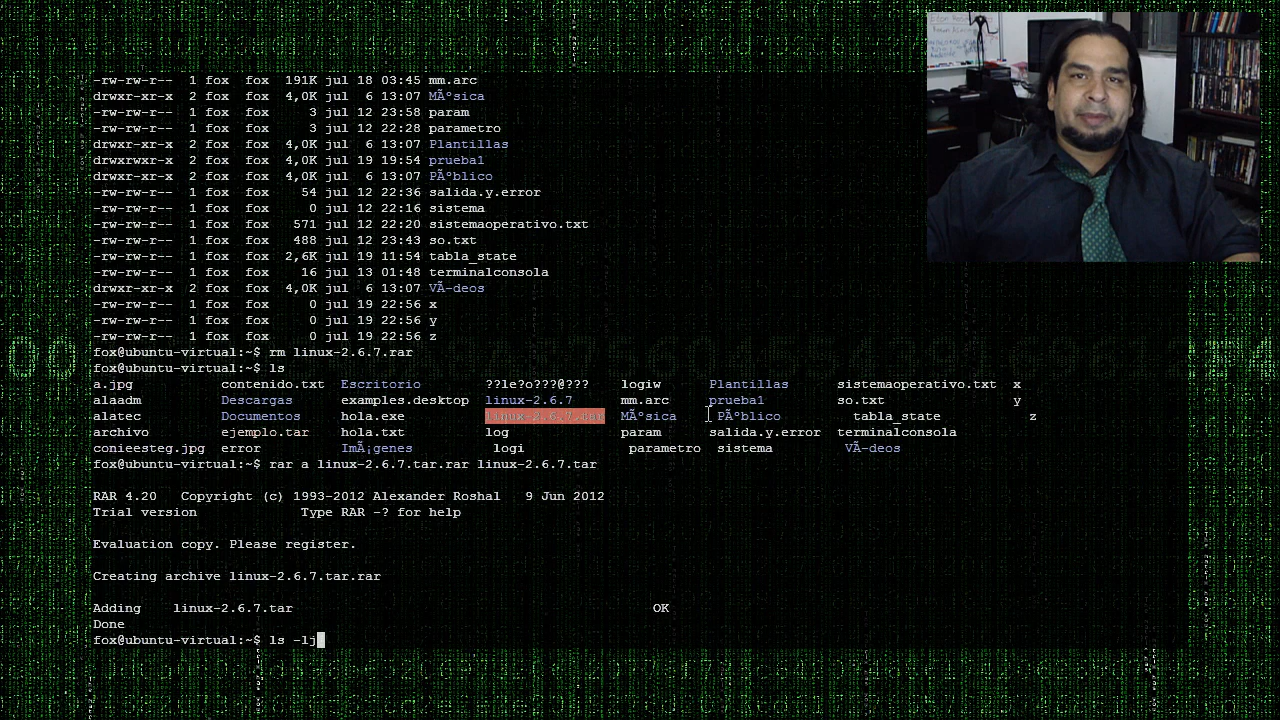 -rw-rw-r-- 1 fox fox 191K jul 18 03:45 mm.arc
drwxr-xr-x 2 fox fox 4,0K jul 6 13:07 MÃºsica
-rw-rw-r-- 1 fox fox 3 jul 12 23:58 param
-rw-rw-r-- 1 fox fox 3 jul 12 22:28 parametro
drwxr-xr-x 2 fox fox 4,0K jul 6 13:07 Plantillas
drwxrwxr-x 2 fox fox 4,0K jul 19 19:54 prueba1
drwxr-xr-x 2 fox fox 4,0K jul 6 13:07 PÃºblico
-rw-rw-r-- 1 fox fox 54 jul 12 22:36 salida.y.error
-rw-rw-r-- 1 fox fox 0 jul 12 22:16 sistema
-rw-rw-r-- 1 fox fox 571 jul 12 22:20 sistemaoperativo.txt
-rw-rw-r-- 1 fox fox 488 jul 12 23:43 so.txt
-rw-rw-r-- 1 fox fox 2,6K jul 19 11:54 tabla_state
-rw-rw-r-- 1 fox fox 16 jul 13 01:48 terminalconsola
drwxr-xr-x 2 fox fox 4,0K jul 6 13:07 VÃ-deos
-rw-rw-r-- 1 fox fox 0 jul 19 22:56 x
-rw-rw-r-- 1 fox fox 0 jul 19 22:56 y
-rw-rw-r-- 1 fox fox 0 jul 19 22:56 z
fox@ubuntu-virtual:~$ rm linux-2.6.7.rar
fox@ubuntu-virtual:~$ ls
a.jpg contenido.txt Escritorio ??le?o???@??? logiw Plantillas sistemaoperativo.txt x
alaadm Descargas examples.desktop linux-2.6.7 mm.arc prueba1 so.txt y
alatec Documentos hola.exe linux-2.6.7.tar MÃºsica PÃºblico tabla_state z
archivo ejemplo.tar hola.txt log param salida.y.error terminalconsola
conieesteg.jpg error ImÃ¡genes logi parametro sistema VÃ-deos
fox@ubuntu-virtual:~$ rar a linux-2.6.7.tar.rar linux-2.6.7.tar
RAR 4.20 Copyright (c) 1993-2012 Alexander Roshal 9 Jun 2012
Trial version Type RAR -? for help
Evaluation copy. Please register.
Creating archive linux-2.6.7.tar.rar
Adding linux-2.6.7.tar OK
Done
fox@ubuntu-virtual:~$ ls -lj